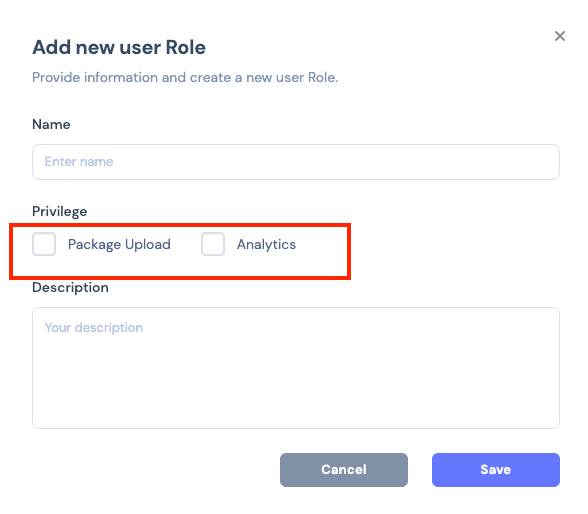 Add new user Role
Provide information and create a new user Role.
Name
Enter name
Privilege
Package Upload Analytics
Description
Your description
Cancel Save